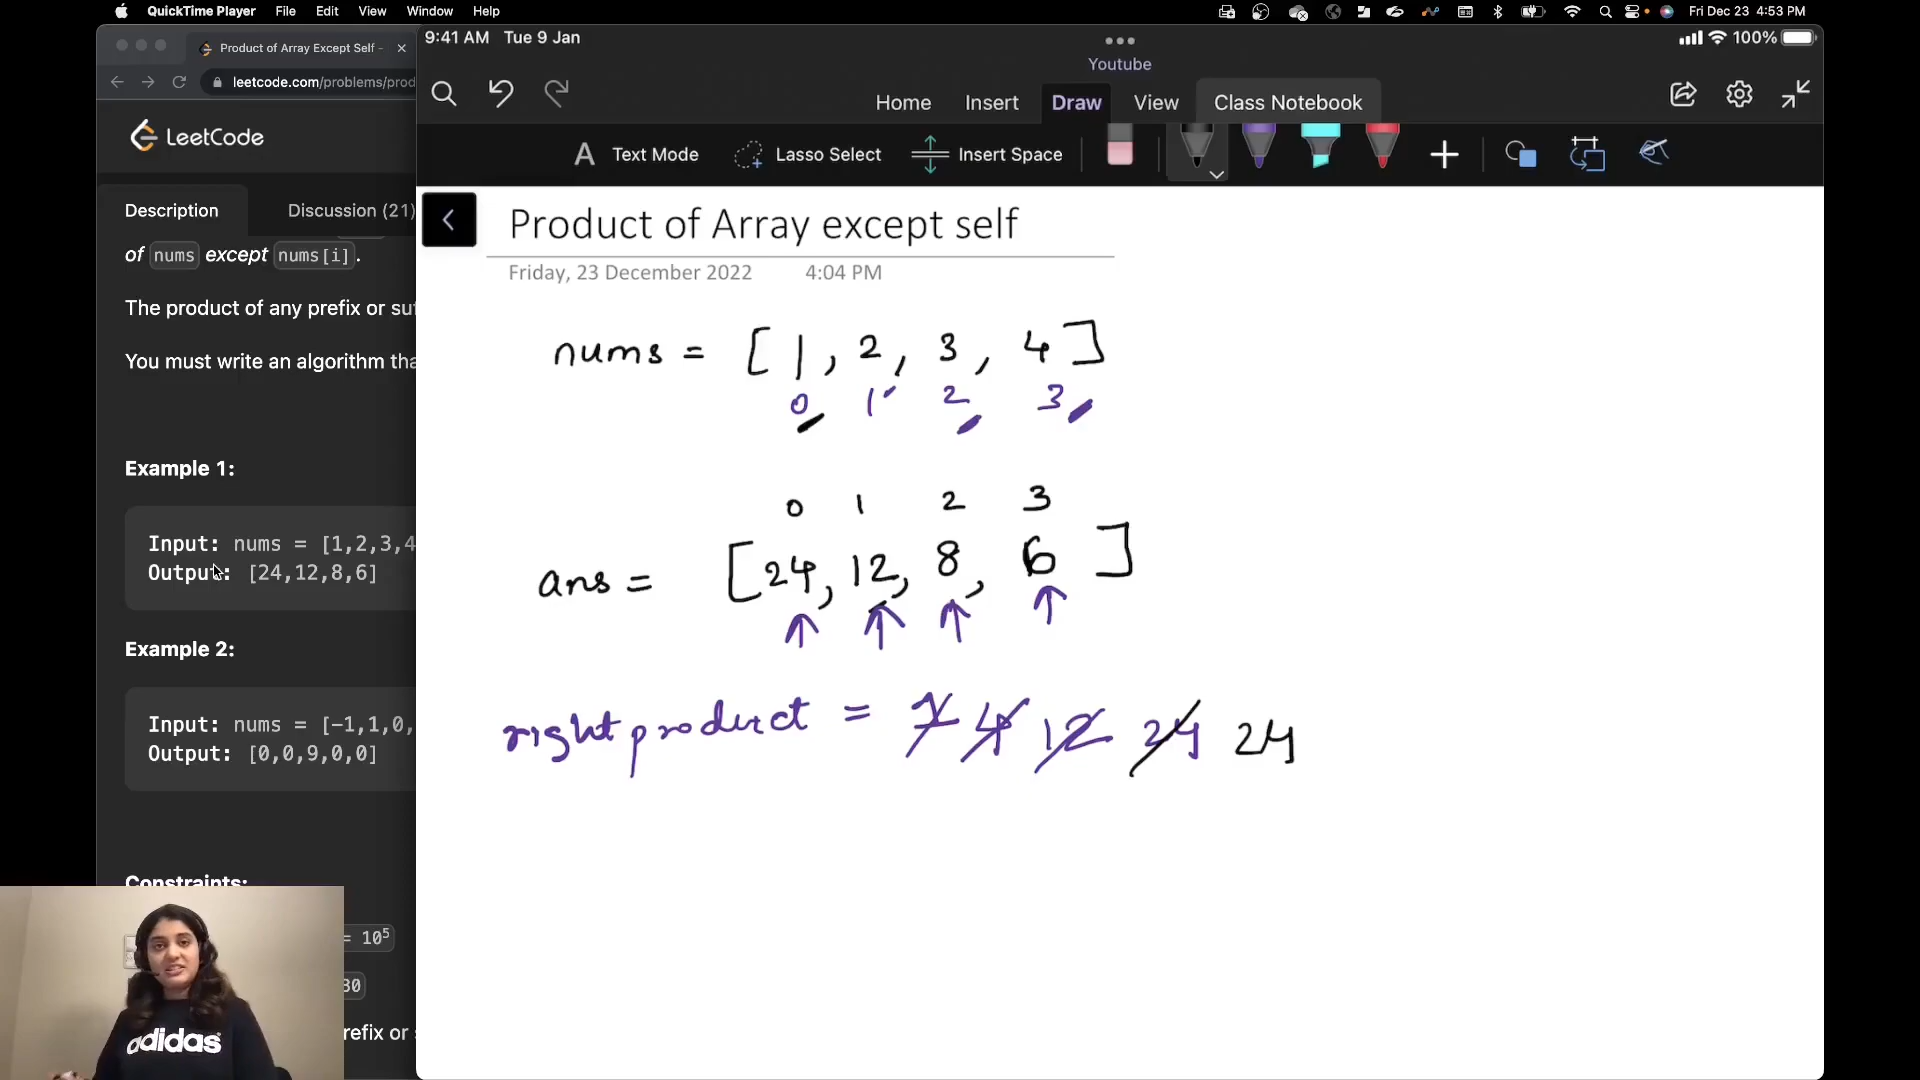 QuickTime Player File Edit View Window Help Fri Dec 23 4:53 PM
Product of Array Except Self -
leetcode.com/problems/prod
LeetCode
Description Discussion (21)
of nums except nums[i].
The product of any prefix or suf
You must write an algorithm tha
Example 1:
Input: nums = [1,2,3,4
Output: [24,12,8,6]
Example 2:
Input: nums = [-1,1,0,
Output: [0,0,9,0,0]
Constraints:
= 10⁵
30
refix or s
adidas
9:41 AM Tue 9 Jan 100%
Youtube
Home Insert Draw View Class Notebook
A Text Mode Lasso Select Insert Space
Product of Array except self
Friday, 23 December 2022 4:04 PM
nums = [1, 2, 3, 4]
0 1 2 3
0 1 2 3
ans = [24, 12, 8, 6]
right product = 1 4 12 24 24